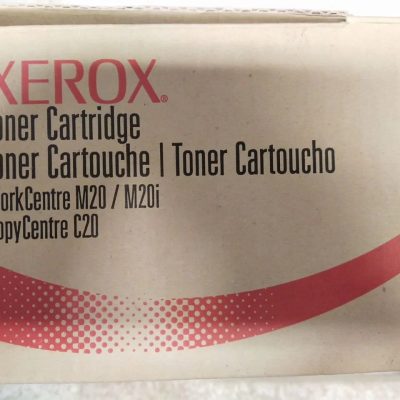 XEROX®
oner Cartridge
oner Cartouche | Toner Cartoucho
orkCentre M20 / M20i
opyCentre C20